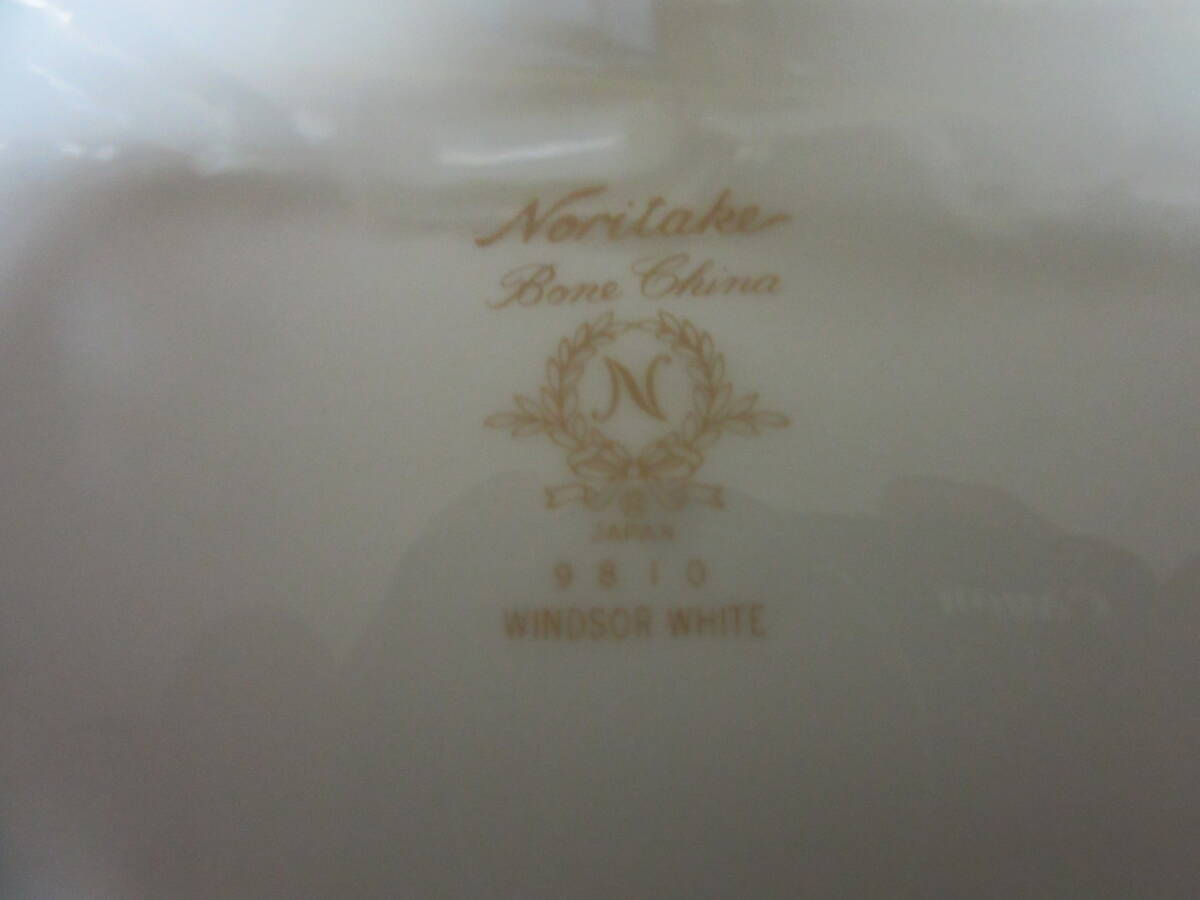 Noritake
Bone China
N
JAPAN
9810
WINDSOR WHITE